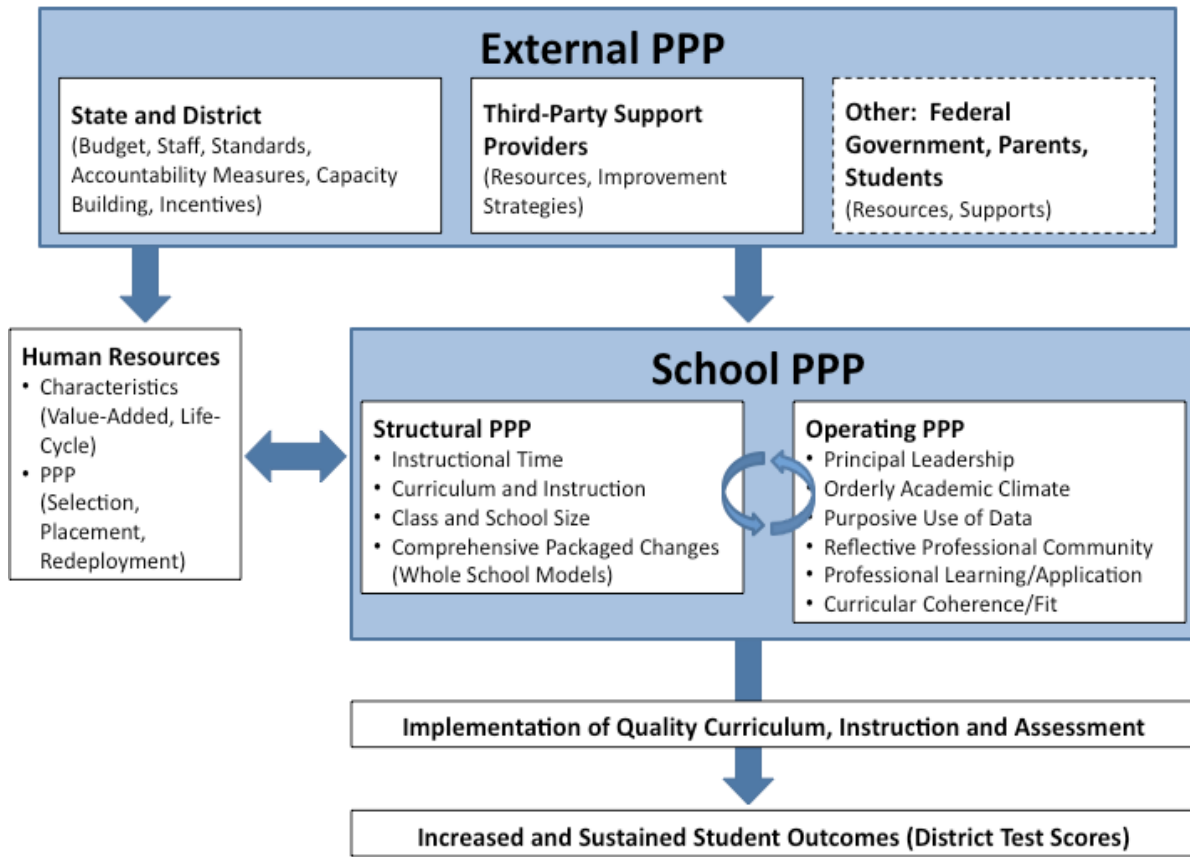 External PPP
State and District
(Budget, Staff, Standards,
Accountability Measures, Capacity
Building, Incentives)
Third-Party Support
Providers
(Resources, Improvement
Strategies)
Other:  Federal
Government, Parents,
Students
(Resources, Supports)
Human Resources
• Characteristics
(Value-Added, Life-
Cycle)
• PPP
(Selection,
Placement,
Redeployment)
School PPP
Structural PPP
• Instructional Time
• Curriculum and Instruction
• Class and School Size
• Comprehensive Packaged Changes
(Whole School Models)
Operating PPP
• Principal Leadership
• Orderly Academic Climate
• Purposive Use of Data
• Reflective Professional Community
• Professional Learning/Application
• Curricular Coherence/Fit
Implementation of Quality Curriculum, Instruction and Assessment
Increased and Sustained Student Outcomes (District Test Scores)